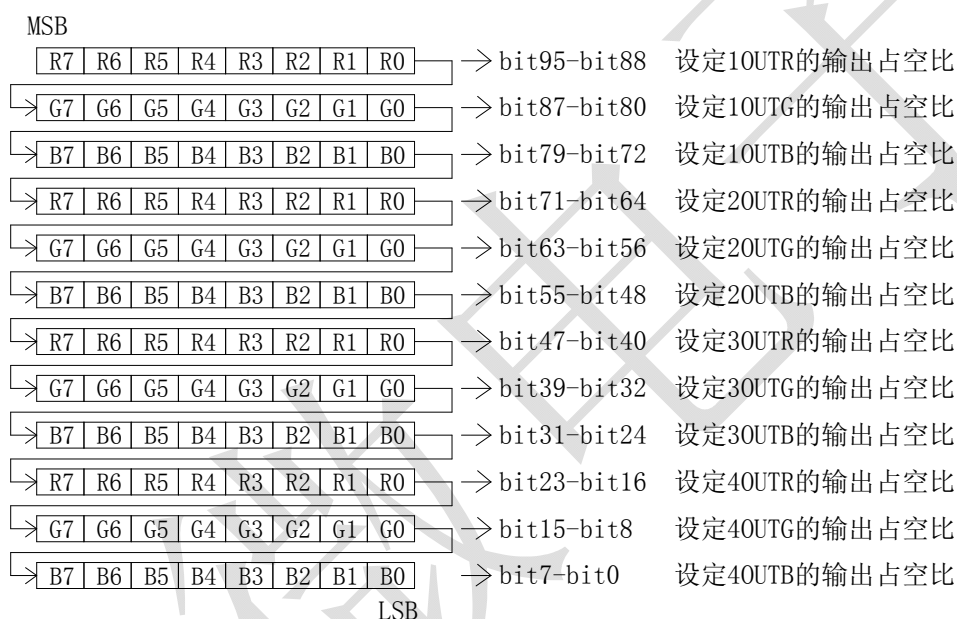 MSB
R7 R6 R5 R4 R3 R2 R1 R0 bit95-bit88 设定1OUTR的输出占空比
G7 G6 G5 G4 G3 G2 G1 G0 bit87-bit80 设定1OUTG的输出占空比
B7 B6 B5 B4 B3 B2 B1 B0 bit79-bit72 设定1OUTB的输出占空比
R7 R6 R5 R4 R3 R2 R1 R0 bit71-bit64 设定2OUTR的输出占空比
G7 G6 G5 G4 G3 G2 G1 G0 bit63-bit56 设定2OUTG的输出占空比
B7 B6 B5 B4 B3 B2 B1 B0 bit55-bit48 设定2OUTB的输出占空比
R7 R6 R5 R4 R3 R2 R1 R0 bit47-bit40 设定3OUTR的输出占空比
G7 G6 G5 G4 G3 G2 G1 G0 bit39-bit32 设定3OUTG的输出占空比
B7 B6 B5 B4 B3 B2 B1 B0 bit31-bit24 设定3OUTB的输出占空比
R7 R6 R5 R4 R3 R2 R1 R0 bit23-bit16 设定4OUTR的输出占空比
G7 G6 G5 G4 G3 G2 G1 G0 bit15-bit8 设定4OUTG的输出占空比
B7 B6 B5 B4 B3 B2 B1 B0 bit7-bit0 设定4OUTB的输出占空比
LSB